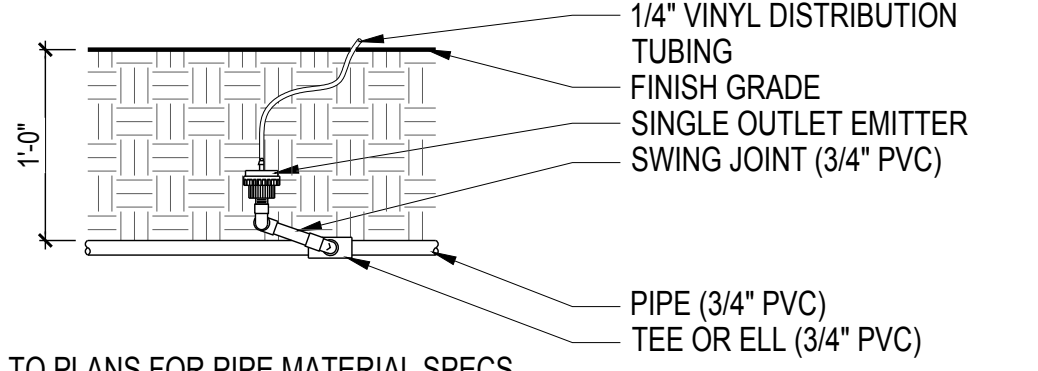 1/4" VINYL DISTRIBUTION
TUBING
FINISH GRADE
SINGLE OUTLET EMITTER
SWING JOINT (3/4" PVC)
1'-0"
PIPE (3/4" PVC)
TEE OR ELL (3/4" PVC)
TO PLANS FOR PIPE MATERIAL SPECS